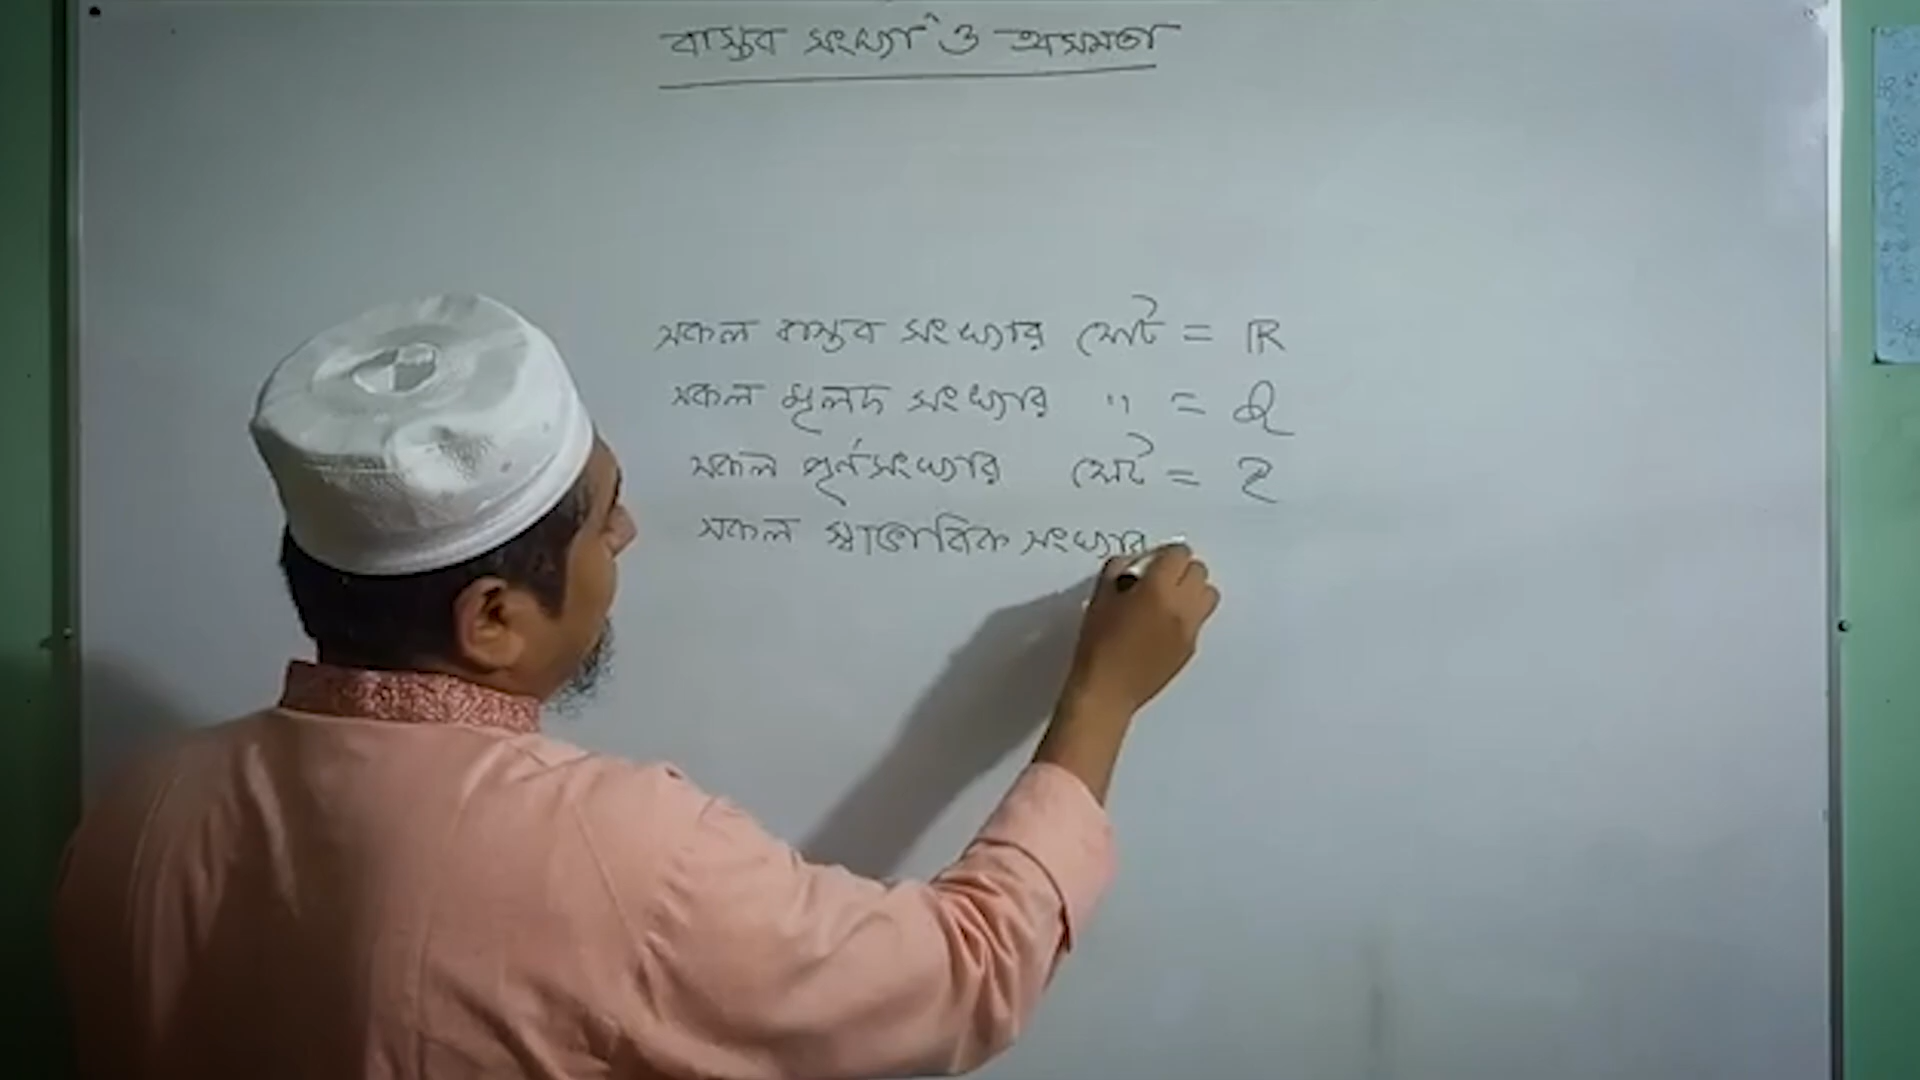 বাস্তব সংখ্যা ও অসমতা
সকল বাস্তব সংখ্যার সেট = ℝ
সকল মূলদ সংখ্যার " = Q
সকল পূর্ণসংখ্যার সেট = Z
সকল স্বাভাবিক সংখ্যার